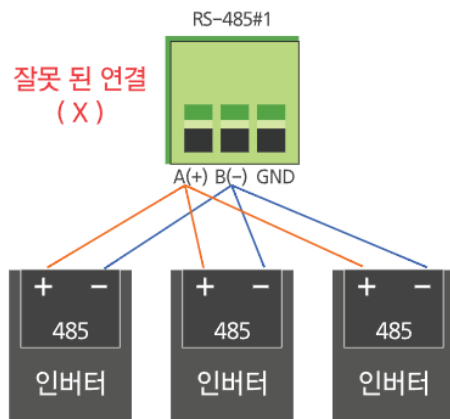 RS-485#1
잘못 된 연결
( X )
A(+) B(-) GND
+ - + - + -
485 485 485
인버터 인버터 인버터